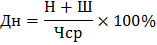 Дн = (Н + Ш) / Чср × 100%